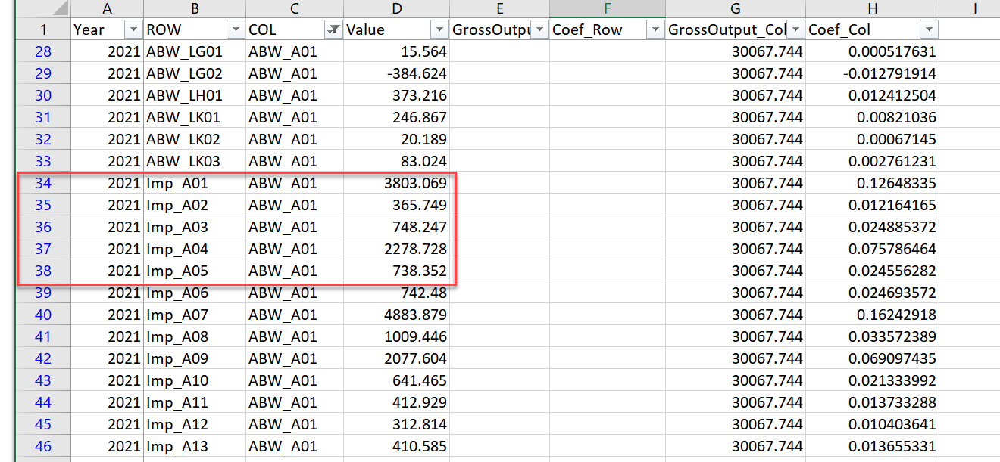 A B C D E F G H I
1 Year ROW COL Value GrossOutpu Coef_Row GrossOutput_Col Coef_Col
28 2021 ABW_LG01 ABW_A01 15.564 30067.744 0.000517631
29 2021 ABW_LG02 ABW_A01 -384.624 30067.744 -0.012791914
30 2021 ABW_LH01 ABW_A01 373.216 30067.744 0.012412504
31 2021 ABW_LK01 ABW_A01 246.867 30067.744 0.00821036
32 2021 ABW_LK02 ABW_A01 20.189 30067.744 0.00067145
33 2021 ABW_LK03 ABW_A01 83.024 30067.744 0.002761231
34 2021 Imp_A01 ABW_A01 3803.069 30067.744 0.12648335
35 2021 Imp_A02 ABW_A01 365.749 30067.744 0.012164165
36 2021 Imp_A03 ABW_A01 748.247 30067.744 0.024885372
37 2021 Imp_A04 ABW_A01 2278.728 30067.744 0.075786464
38 2021 Imp_A05 ABW_A01 738.352 30067.744 0.024556282
39 2021 Imp_A06 ABW_A01 742.48 30067.744 0.024693572
40 2021 Imp_A07 ABW_A01 4883.879 30067.744 0.16242918
41 2021 Imp_A08 ABW_A01 1009.446 30067.744 0.033572389
42 2021 Imp_A09 ABW_A01 2077.604 30067.744 0.069097435
43 2021 Imp_A10 ABW_A01 641.465 30067.744 0.021333992
44 2021 Imp_A11 ABW_A01 412.929 30067.744 0.013733288
45 2021 Imp_A12 ABW_A01 312.814 30067.744 0.010403641
46 2021 Imp_A13 ABW_A01 410.585 30067.744 0.013655331